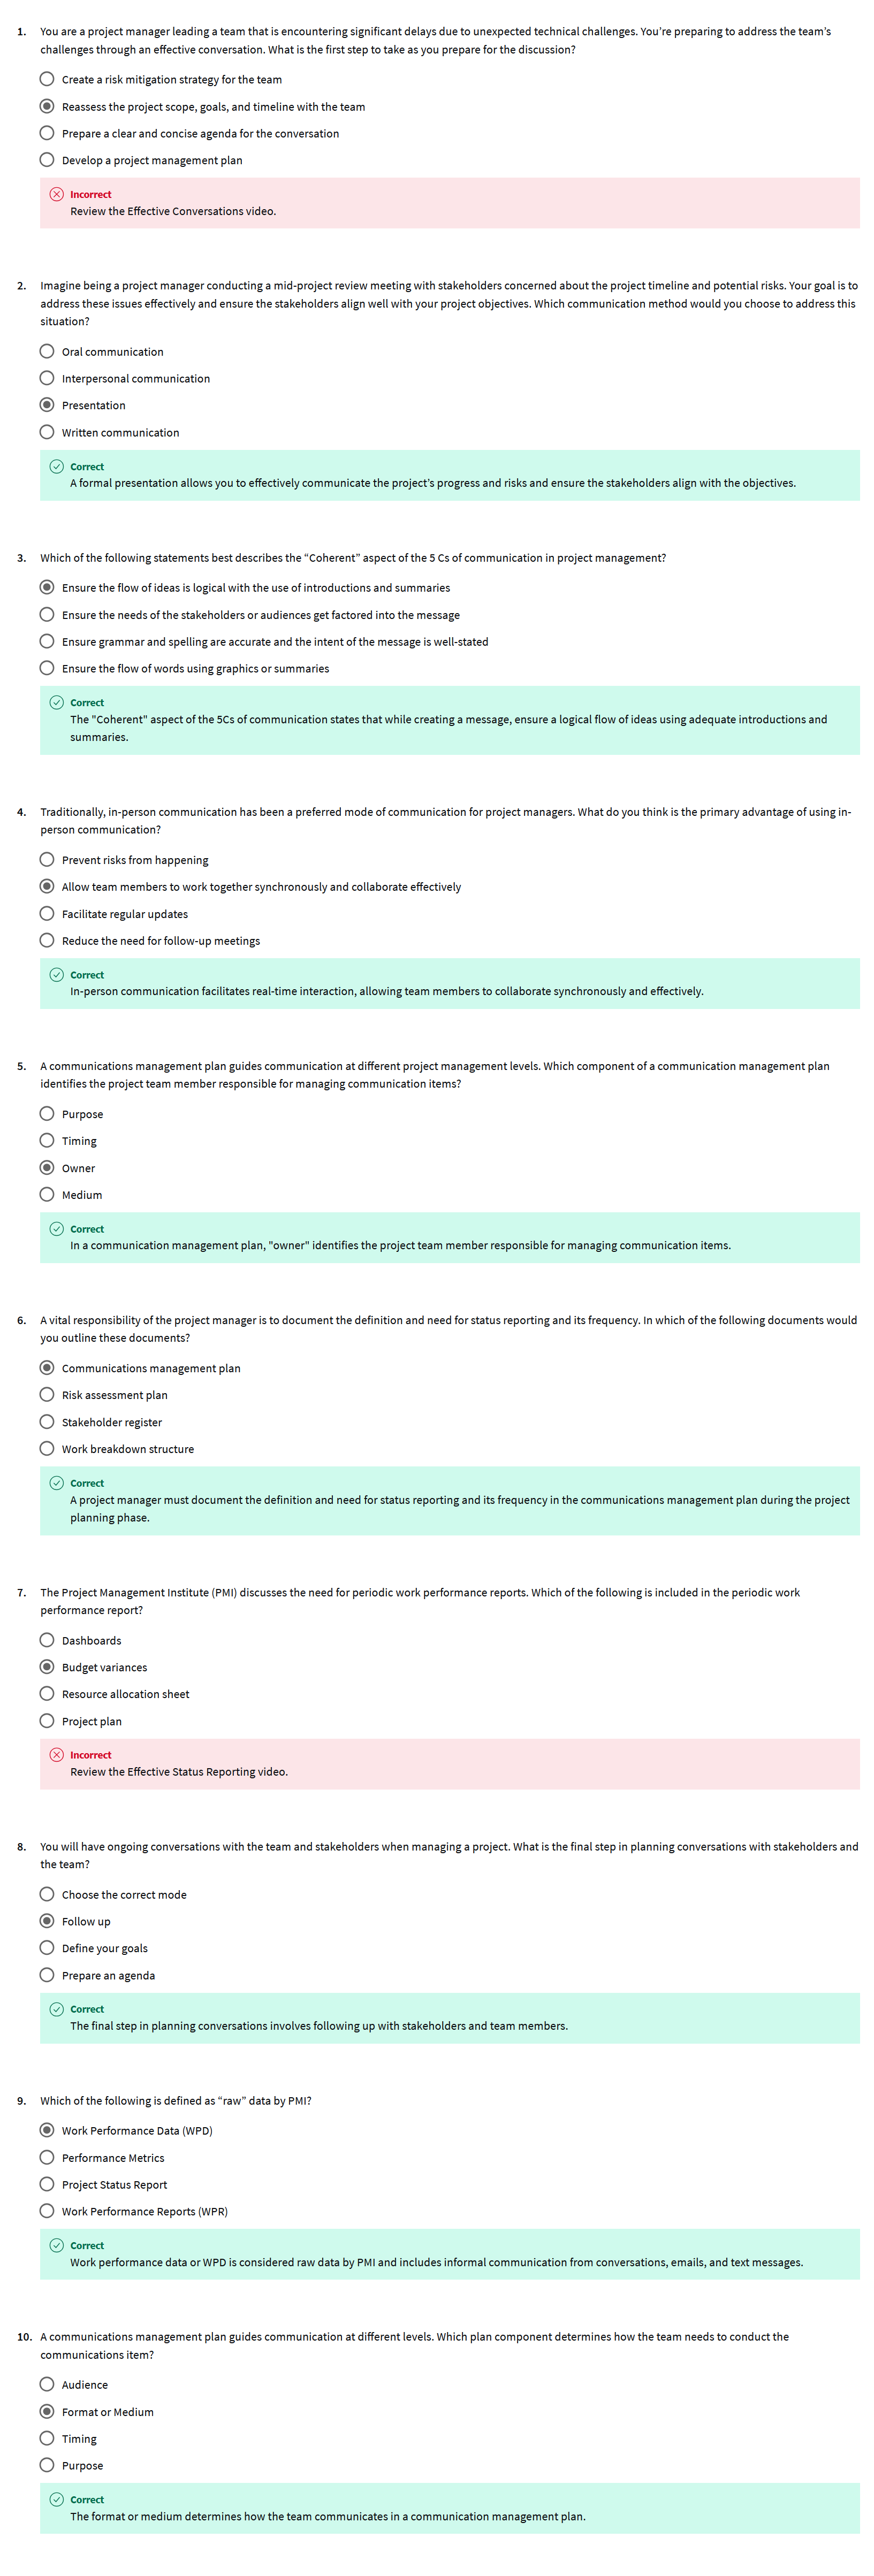 1. You are a project manager leading a team that is encountering significant delays due to unexpected technical challenges. You're preparing to address the team's
challenges through an effective conversation. What is the first step to take as you prepare for the discussion?
Create a risk mitigation strategy for the team
Reassess the project scope, goals, and timeline with the team
Prepare a clear and concise agenda for the conversation
Develop a project management plan
Incorrect
Review the Effective Conversations video.
2. Imagine being a project manager conducting a mid-project review meeting with stakeholders concerned about the project timeline and potential risks. Your goal is to
address these issues effectively and ensure the stakeholders align well with your project objectives. Which communication method would you choose to address this
situation?
Oral communication
Interpersonal communication
Presentation
Written communication
Correct
A formal presentation allows you to effectively communicate the project's progress and risks and ensure the stakeholders align with the objectives.
3. Which of the following statements best describes the “Coherent” aspect of the 5 Cs of communication in project management?
Ensure the flow of ideas is logical with the use of introductions and summaries
Ensure the needs of the stakeholders or audiences get factored into the message
Ensure grammar and spelling are accurate and the intent of the message is well-stated
Ensure the flow of words using graphics or summaries
Correct
The "Coherent" aspect of the 5Cs of communication states that while creating a message, ensure a logical flow of ideas using adequate introductions and
summaries.
4. Traditionally, in-person communication has been a preferred mode of communication for project managers. What do you think is the primary advantage of using in-
person communication?
Prevent risks from happening
Allow team members to work together synchronously and collaborate effectively
Facilitate regular updates
Reduce the need for follow-up meetings
Correct
In-person communication facilitates real-time interaction, allowing team members to collaborate synchronously and effectively.
5. A communications management plan guides communication at different project management levels. Which component of a communication management plan
identifies the project team member responsible for managing communication items?
Purpose
Timing
Owner
Medium
Correct
In a communication management plan, "owner" identifies the project team member responsible for managing communication items.
6. A vital responsibility of the project manager is to document the definition and need for status reporting and its frequency. In which of the following documents would
you outline these documents?
Communications management plan
Risk assessment plan
Stakeholder register
Work breakdown structure
Correct
A project manager must document the definition and need for status reporting and its frequency in the communications management plan during the project
planning phase.
7. The Project Management Institute (PMI) discusses the need for periodic work performance reports. Which of the following is included in the periodic work
performance report?
Dashboards
Budget variances
Resource allocation sheet
Project plan
Incorrect
Review the Effective Status Reporting video.
8. You will have ongoing conversations with the team and stakeholders when managing a project. What is the final step in planning conversations with stakeholders and
the team?
Choose the correct mode
Follow up
Define your goals
Prepare an agenda
Correct
The final step in planning conversations involves following up with stakeholders and team members.
9. Which of the following is defined as “raw” data by PMI?
Work Performance Data (WPD)
Performance Metrics
Project Status Report
Work Performance Reports (WPR)
Correct
Work performance data or WPD is considered raw data by PMI and includes informal communication from conversations, emails, and text messages.
10. A communications management plan guides communication at different levels. Which plan component determines how the team needs to conduct the
communications item?
Audience
Format or Medium
Timing
Purpose
Correct
The format or medium determines how the team communicates in a communication management plan.